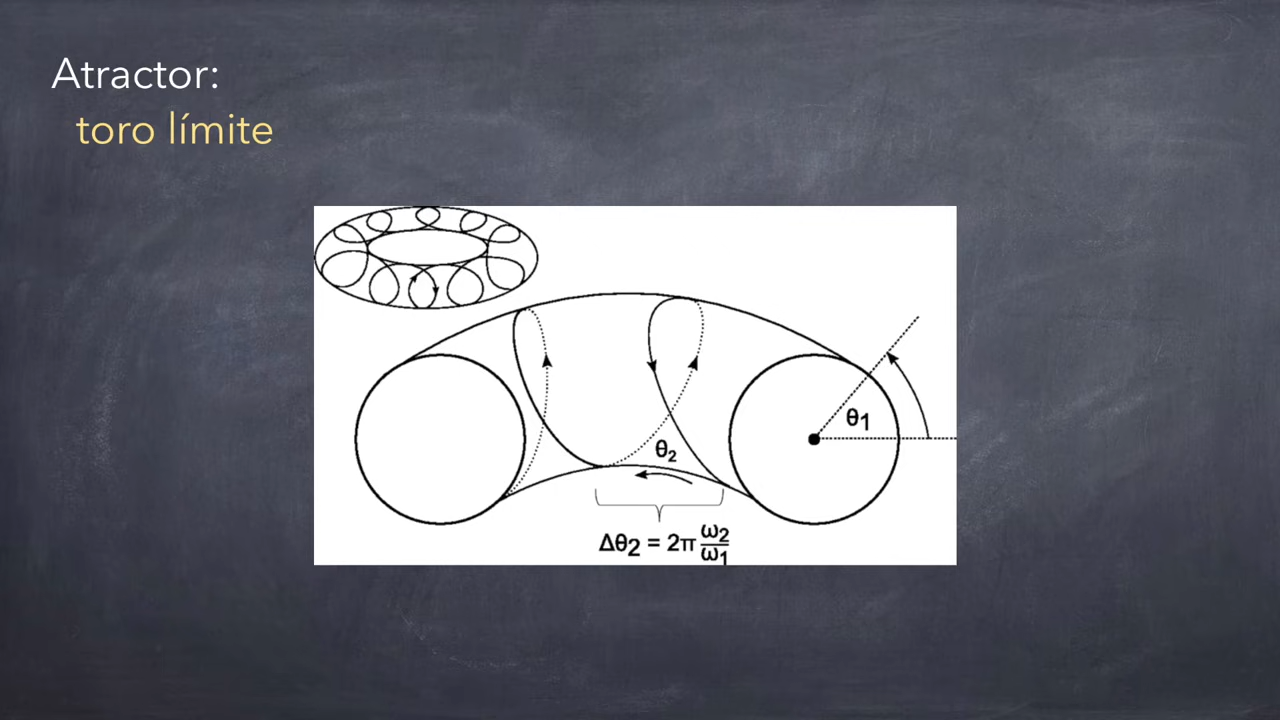 Atractor:
toro límite
θ1
θ2
Δθ2 = 2π ω2/ω1